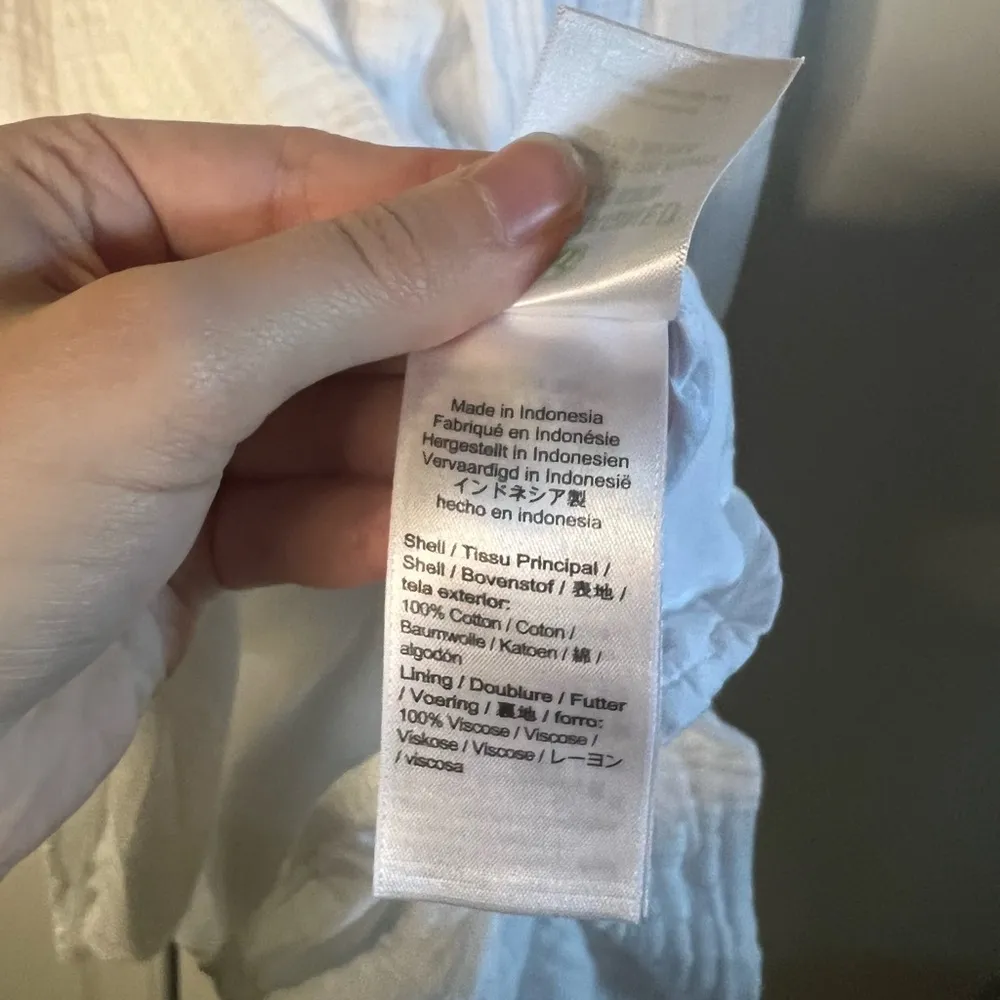 Made in Indonesia
Fabriqué en Indonésie
Hergestellt in Indonesien
Vervaardigd in Indonesië
インドネシア製
hecho en indonesia
Shell / Tissu Principal /
Shell / Bovenstof / 表地 /
tela exterior:
100% Cotton / Coton /
Baumwolle / Katoen / 綿 /
algodón
Lining / Doublure / Futter
/ Voering / 裏地 / forro:
100% Viscose / Viscose /
Viskose / Viscose / レーヨン
/ viscosa